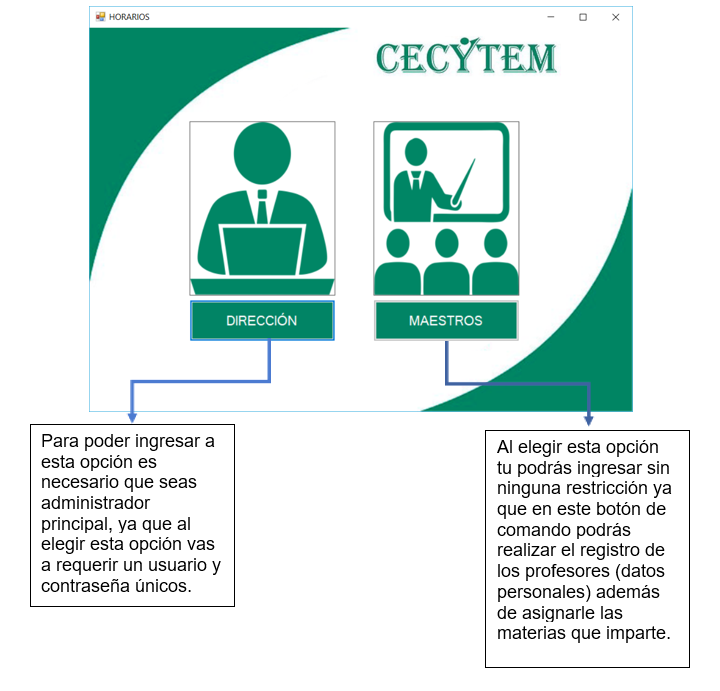 HORARIOS
CECYTEM
DIRECCIÓN
MAESTROS
Para poder ingresar a
esta opción es
necesario que seas
administrador
principal, ya que al
elegir esta opción vas
a requerir un usuario y
contraseña únicos.
Al elegir esta opción
tu podrás ingresar sin
ninguna restricción ya
que en este botón de
comando podrás
realizar el registro de
los profesores (datos
personales) además
de asignarle las
materias que imparte.